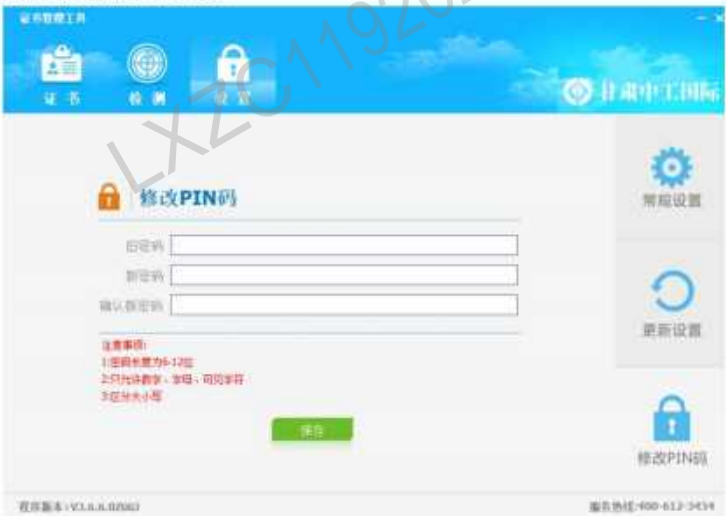 证书管理工具
证书 检测 设置
甘肃中工国际
修改PIN码
旧密码
新密码
确认新密码
注意事项:
1:密码长度为6-12位
2:只允许数字、字母、可见字符
3:区分大小写
保存
常规设置
更新设置
修改PIN码
服务热线:400-612-3434